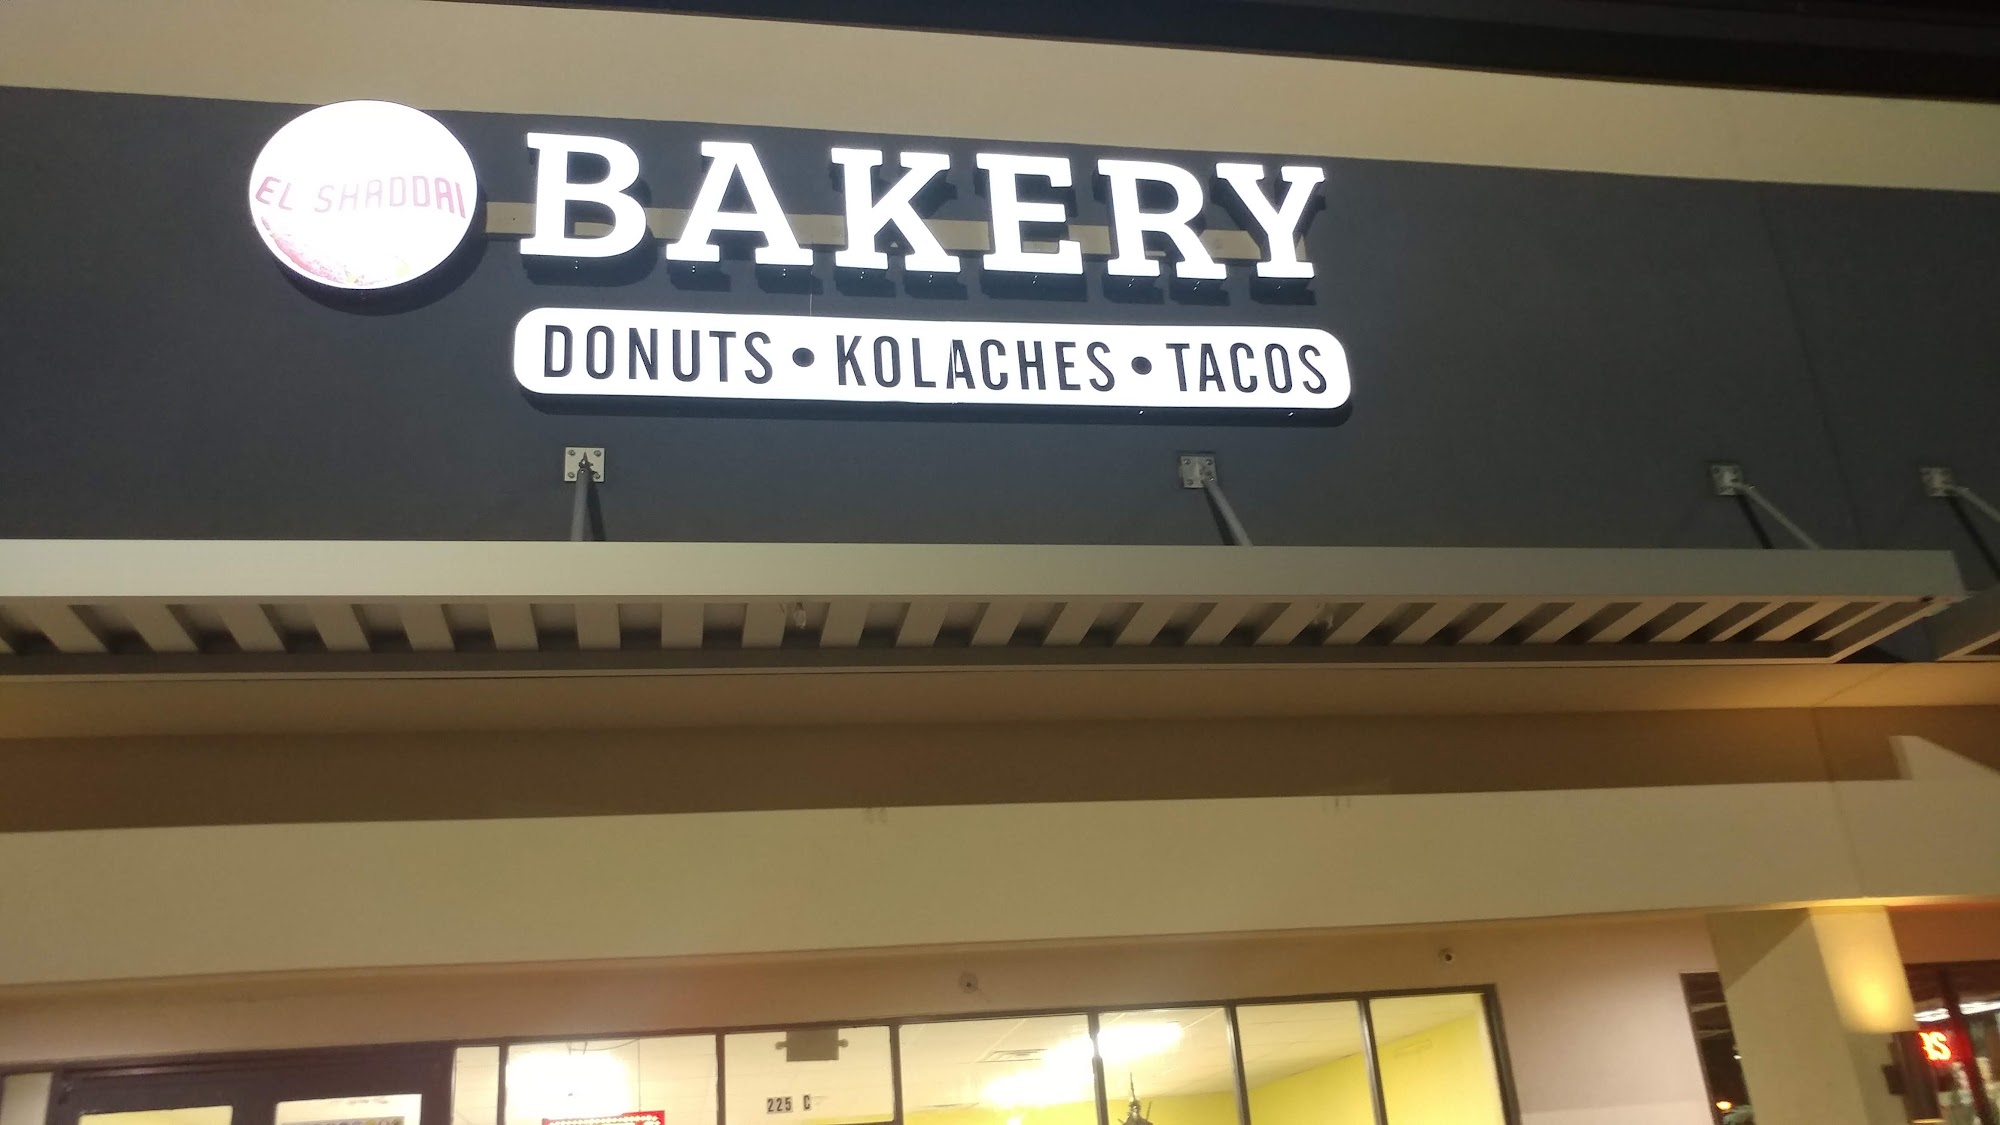 EL SHADDAI
BAKERY
DONUTS • KOLACHES • TACOS
225 C